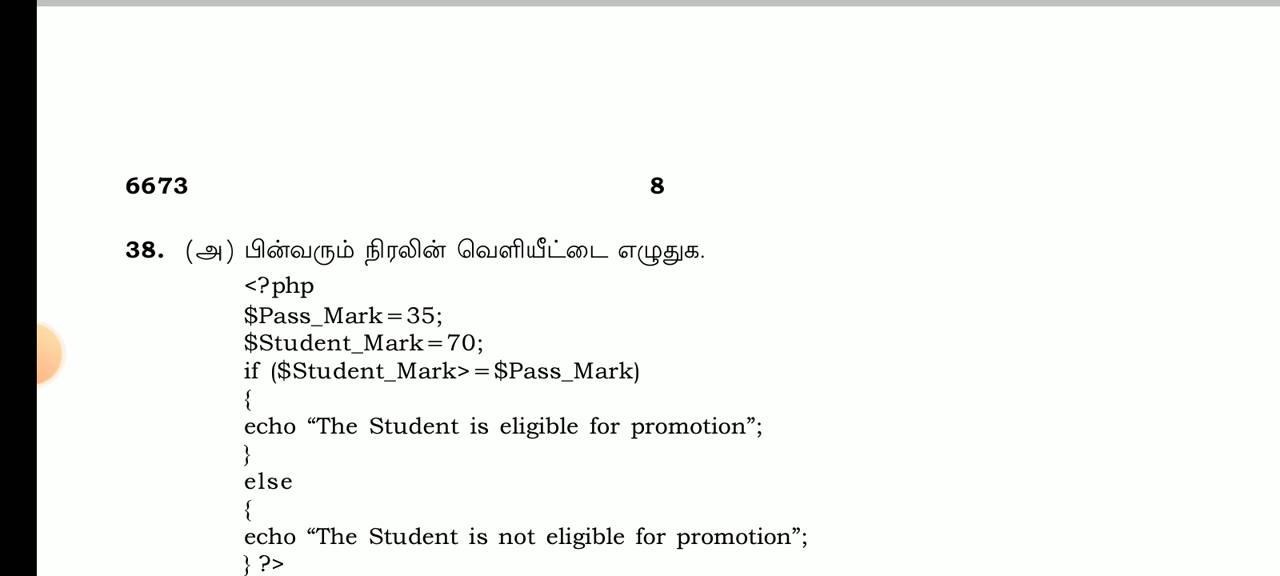 6673 8
38. (அ) பின்வரும் நிரலின் வெளியீட்டை எழுதுக.
<?php
$Pass_Mark=35;
$Student_Mark=70;
if ($Student_Mark>=$Pass_Mark)
{
echo “The Student is eligible for promotion”;
}
else
{
echo “The Student is not eligible for promotion”;
} ?>